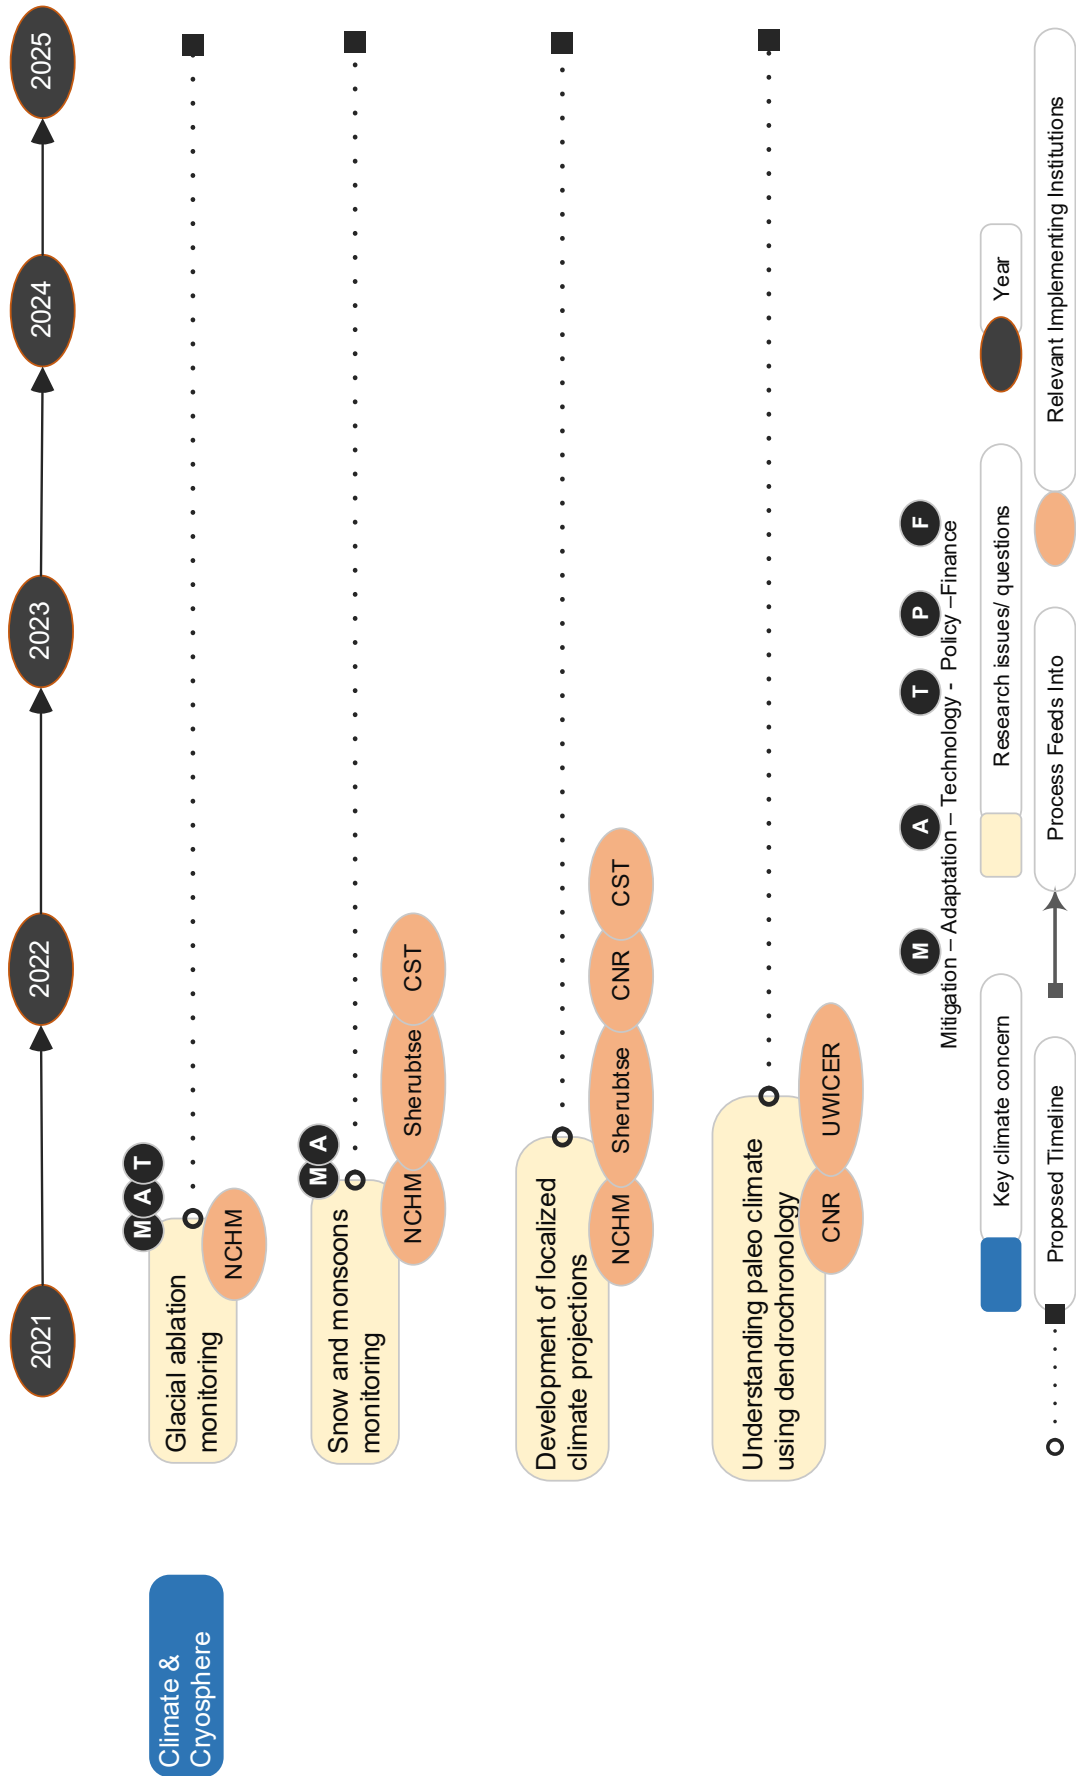 2021
2022
2023
2024
2025
Climate &
Cryosphere
M
A
T
Glacial ablation
monitoring
NCHM
M
A
Snow and monsoons
monitoring
NCHM
Sherubtse
CST
Development of localized
climate projections
NCHM
Sherubtse
CNR
CST
Understanding paleo climate
using dendrochronology
CNR
UWICER
M
A
T
P
F
Mitigation – Adaptation – Technology - Policy –Finance
Key climate concern
Research issues/ questions
Year
Proposed Timeline
Process Feeds Into
Relevant Implementing Institutions